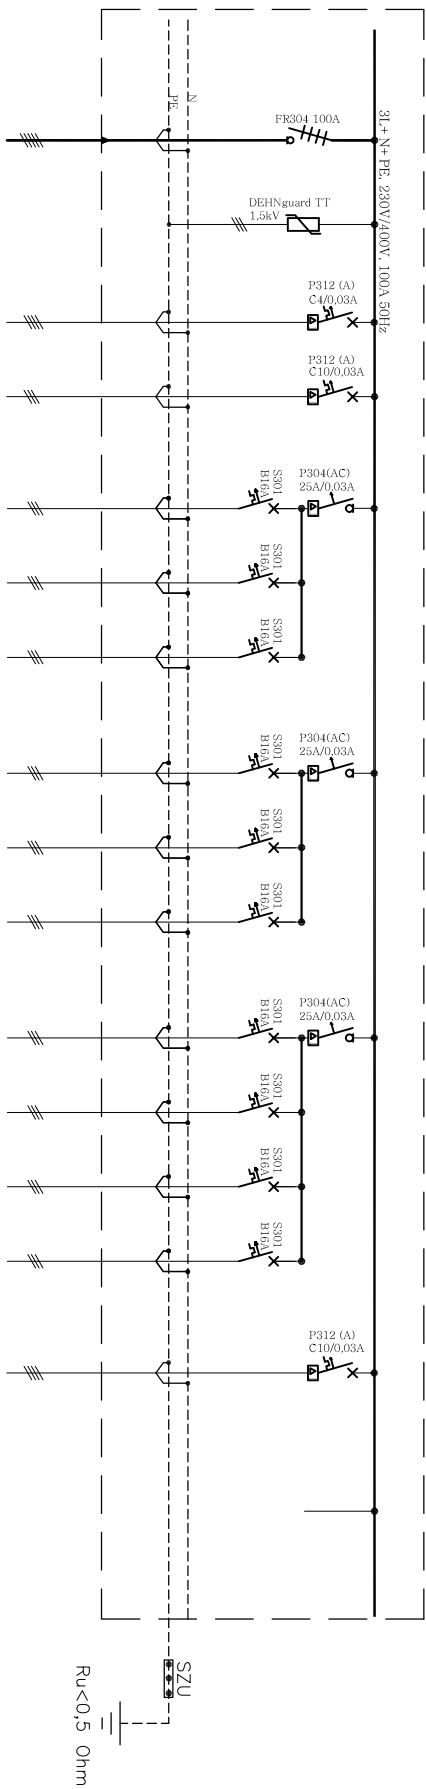 N
PE
FR304 100A
3L+ N+ PE, 230V/400V, 100A 50Hz
DEHNguard TT
1,5kV
P312 (A)
C4/0,03A
P312 (A)
C10/0,03A
P304(AC)
25A/0,03A
S301
B16A
S301
B16A
S301
B16A
P304(AC)
25A/0,03A
S301
B16A
S301
B16A
S301
B16A
P304(AC)
25A/0,03A
S301
B16A
S301
B16A
S301
B16A
S301
B16A
P312 (A)
C10/0,03A
SZU
Ru<0,5 Ohm